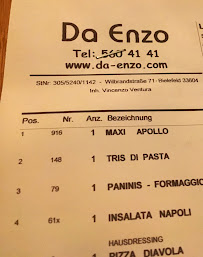 Da Enzo
Tel: 560 41 41
www.da-enzo.com
StNr: 305/5240/1142 - Wilbrandstraße 71· Bielefeld 33604
Inh. Vincenzo Ventura
Pos. Nr. Anz. Bezeichnung
1 916 1 MAXI APOLLO
2 148 1 TRIS DI PASTA
3 79 1 PANINIS - FORMAGGIO
4 61x 1 INSALATA NAPOLI
HAUSDRESSING
PIZZA DIAVOLA